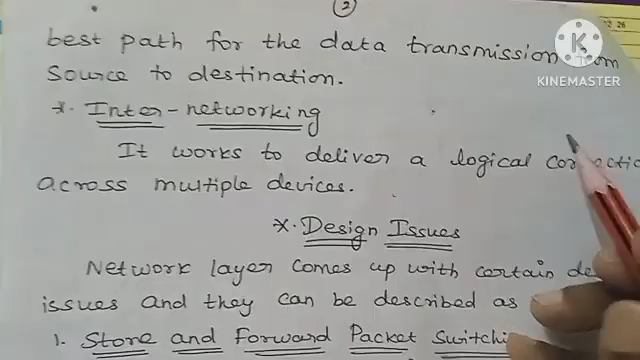 2
best path for the data transmission
source to destination.
*. Inter-networking
It works to deliver a logical
across multiple devices.
*. Design Issues
Network layer comes up with certain
issues and they can be described as
1. Store and Forward Packet
K
KINEMASTER